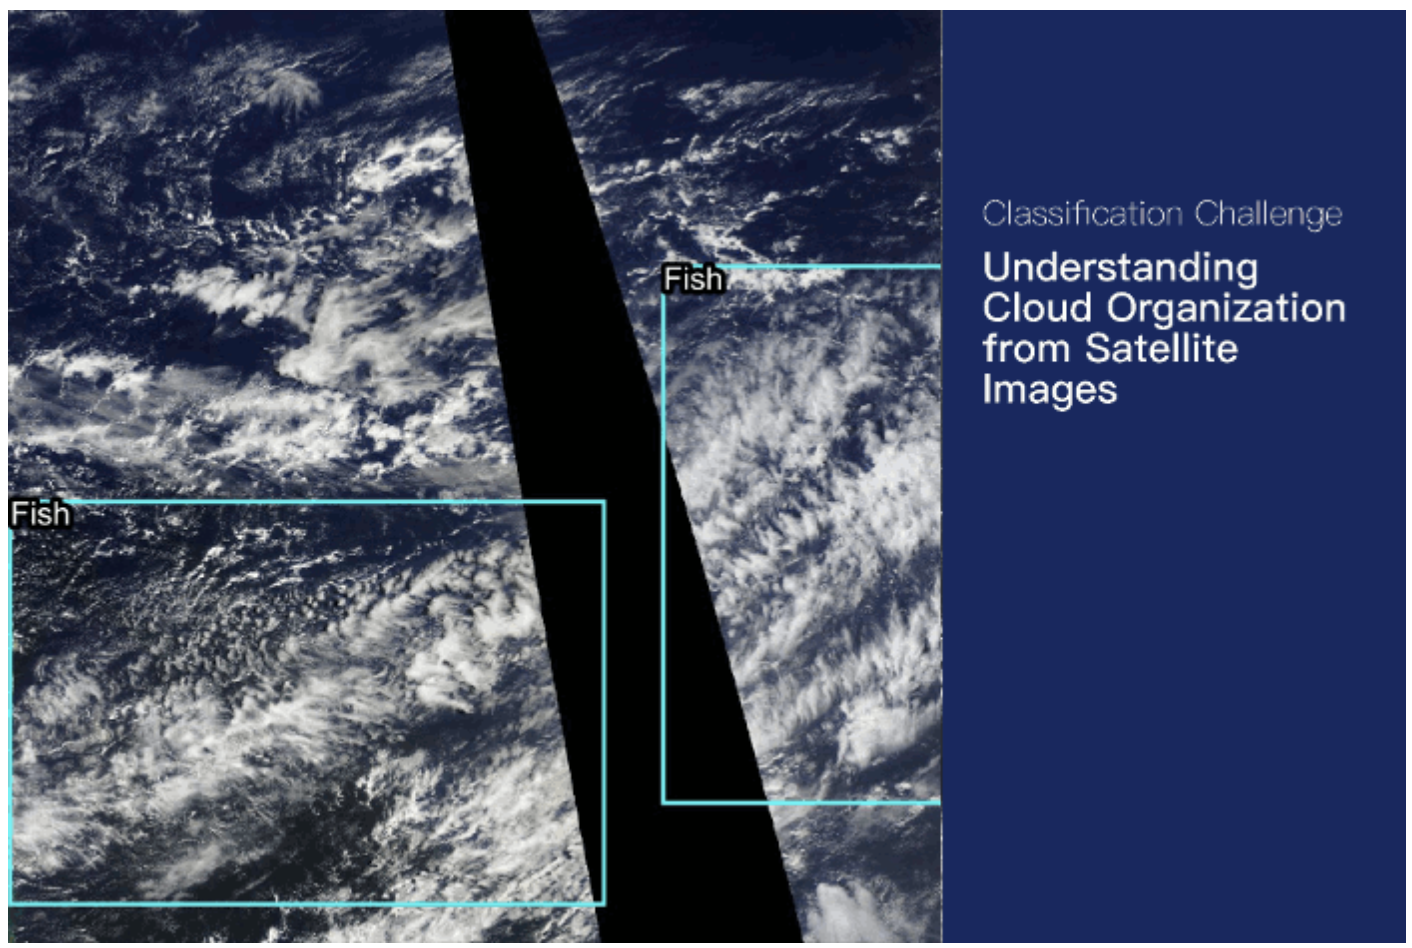 Classification Challenge
Understanding
Cloud Organization
from Satellite
Images
Fish
Fish